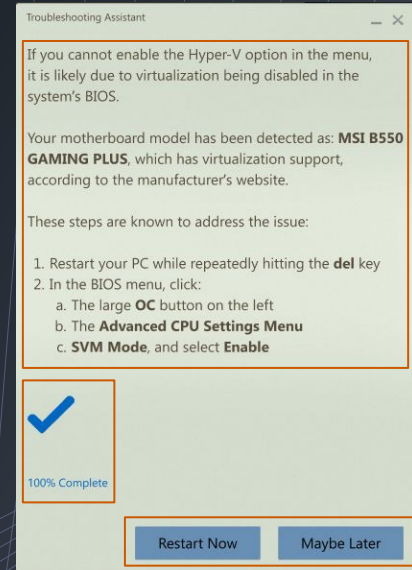 Troubleshooting Assistant
If you cannot enable the Hyper-V option in the menu,
it is likely due to virtualization being disabled in the
system's BIOS.
Your motherboard model has been detected as: MSI B550
GAMING PLUS, which has virtualization support,
according to the manufacturer's website.
These steps are known to address the issue:
1. Restart your PC while repeatedly hitting the del key
2. In the BIOS menu, click:
a. The large OC button on the left
b. The Advanced CPU Settings Menu
c. SVM Mode, and select Enable
100% Complete
Restart Now Maybe Later